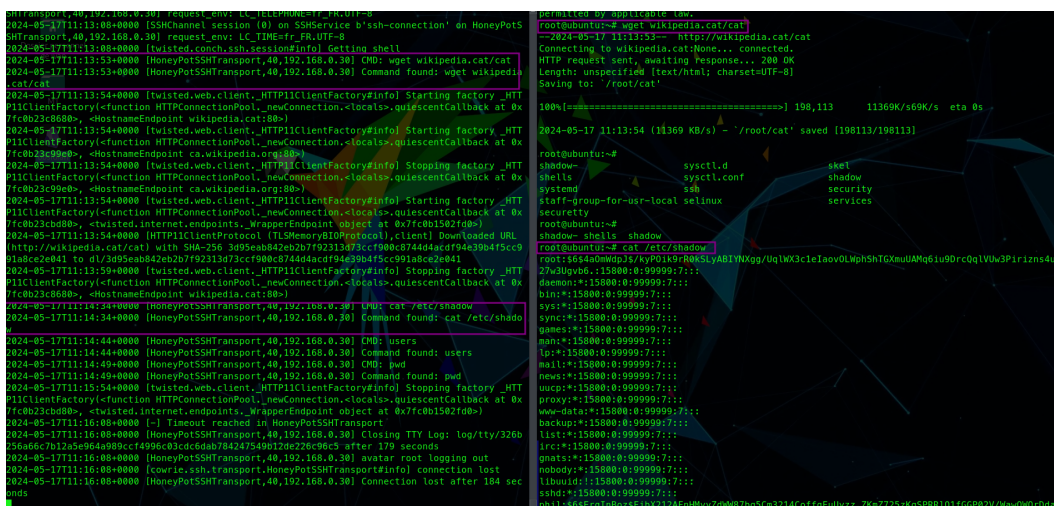 SHTransport,40,192.168.0.30] request_env: LC_TELEPHONE=fr_FR.UTF-8
2024-05-17T11:13:08+0000 [SSHChannel session (0) on SSHService b'ssh-connection' on HoneyPotS
SHTransport,40,192.168.0.30] request_env: LC_TIME=fr_FR.UTF-8
2024-05-17T11:13:08+0000 [twisted.conch.ssh.session#info] Getting shell
2024-05-17T11:13:53+0000 [HoneyPotSSHTransport,40,192.168.0.30] CMD: wget wikipedia.cat/cat
2024-05-17T11:13:53+0000 [HoneyPotSSHTransport,40,192.168.0.30] Command found: wget wikipedia
.cat/cat
2024-05-17T11:13:54+0000 [twisted.web.client._HTTP11ClientFactory#info] Starting factory _HTT
P11ClientFactory(<function HTTPConnectionPool._newConnection.<locals>.quiescentCallback at 0x
7fc0b23c8680>, <HostnameEndpoint wikipedia.cat:80>)
2024-05-17T11:13:54+0000 [twisted.web.client._HTTP11ClientFactory#info] Starting factory _HTT
P11ClientFactory(<function HTTPConnectionPool._newConnection.<locals>.quiescentCallback at 0x
7fc0b23c99e0>, <HostnameEndpoint ca.wikipedia.org:80>)
2024-05-17T11:13:54+0000 [twisted.web.client._HTTP11ClientFactory#info] Stopping factory _HTT
P11ClientFactory(<function HTTPConnectionPool._newConnection.<locals>.quiescentCallback at 0x
7fc0b23c99e0>, <HostnameEndpoint ca.wikipedia.org:80>)
2024-05-17T11:13:54+0000 [twisted.web.client._HTTP11ClientFactory#info] Starting factory _HTT
P11ClientFactory(<function HTTPConnectionPool._newConnection.<locals>.quiescentCallback at 0x
7fc0b23cbd80>, <twisted.internet.endpoints._WrapperEndpoint object at 0x7fc0b1502fd0>)
2024-05-17T11:13:54+0000 [HTTP11ClientProtocol (TLSMemoryBIOProtocol),client] Downloaded URL
(http://wikipedia.cat/cat) with SHA-256 3d95eab842eb2b7f92313d73ccf900c8744d4acdf94e39b4f5cc9
91a8ce2e041 to dl/3d95eab842eb2b7f92313d73ccf900c8744d4acdf94e39b4f5cc991a8ce2e041
2024-05-17T11:13:59+0000 [twisted.web.client._HTTP11ClientFactory#info] Stopping factory _HTT
P11ClientFactory(<function HTTPConnectionPool._newConnection.<locals>.quiescentCallback at 0x
7fc0b23c8680>, <HostnameEndpoint wikipedia.cat:80>)
2024-05-17T11:14:34+0000 [HoneyPotSSHTransport,40,192.168.0.30] CMD: cat /etc/shadow
2024-05-17T11:14:34+0000 [HoneyPotSSHTransport,40,192.168.0.30] Command found: cat /etc/shado
w
2024-05-17T11:14:44+0000 [HoneyPotSSHTransport,40,192.168.0.30] CMD: users
2024-05-17T11:14:44+0000 [HoneyPotSSHTransport,40,192.168.0.30] Command found: users
2024-05-17T11:14:49+0000 [HoneyPotSSHTransport,40,192.168.0.30] CMD: pwd
2024-05-17T11:14:49+0000 [HoneyPotSSHTransport,40,192.168.0.30] Command found: pwd
2024-05-17T11:15:54+0000 [twisted.web.client._HTTP11ClientFactory#info] Stopping factory _HTT
P11ClientFactory(<function HTTPConnectionPool._newConnection.<locals>.quiescentCallback at 0x
7fc0b23cbd80>, <twisted.internet.endpoints._WrapperEndpoint object at 0x7fc0b1502fd0>)
2024-05-17T11:16:08+0000 [-] Timeout reached in HoneyPotSSHTransport
2024-05-17T11:16:08+0000 [HoneyPotSSHTransport,40,192.168.0.30] Closing TTY Log: log/tty/326b
256a66c7b12a5e964a989ccf4996c03cdc6dab784247549b12de226c96c5 after 179 seconds
2024-05-17T11:16:08+0000 [HoneyPotSSHTransport,40,192.168.0.30] avatar root logging out
2024-05-17T11:16:08+0000 [cowrie.ssh.transport.HoneyPotSSHTransport#info] connection lost
2024-05-17T11:16:08+0000 [HoneyPotSSHTransport,40,192.168.0.30] Connection lost after 184 sec
onds
permitted by applicable law.
root@ubuntu:~# wget wikipedia.cat/cat
--2024-05-17 11:13:53-- http://wikipedia.cat/cat
Connecting to wikipedia.cat:None... connected.
HTTP request sent, awaiting response... 200 OK
Length: unspecified [text/html; charset=UTF-8]
Saving to: `/root/cat'
100%[======================================>] 198,113 11369K/s69K/s eta 0s
2024-05-17 11:13:54 (11369 KB/s) - `/root/cat' saved [198113/198113]
root@ubuntu:~#
shadow- sysctl.d skel
shells sysctl.conf shadow
systemd ssh security
staff-group-for-usr-local selinux services
securetty
root@ubuntu:~#
shadow- shells shadow
root@ubuntu:~# cat /etc/shadow
daemon:*:15800:0:99999:7:::
bin:*:15800:0:99999:7:::
sys:*:15800:0:99999:7:::
sync:*:15800:0:99999:7:::
games:*:15800:0:99999:7:::
man:*:15800:0:99999:7:::
lp:*:15800:0:99999:7:::
mail:*:15800:0:99999:7:::
news:*:15800:0:99999:7:::
uucp:*:15800:0:99999:7:::
proxy:*:15800:0:99999:7:::
www-data:*:15800:0:99999:7:::
backup:*:15800:0:99999:7:::
list:*:15800:0:99999:7:::
irc:*:15800:0:99999:7:::
gnats:*:15800:0:99999:7:::
nobody:*:15800:0:99999:7:::
libuuid:!:15800:0:99999:7:::
sshd:*:15800:0:99999:7:::